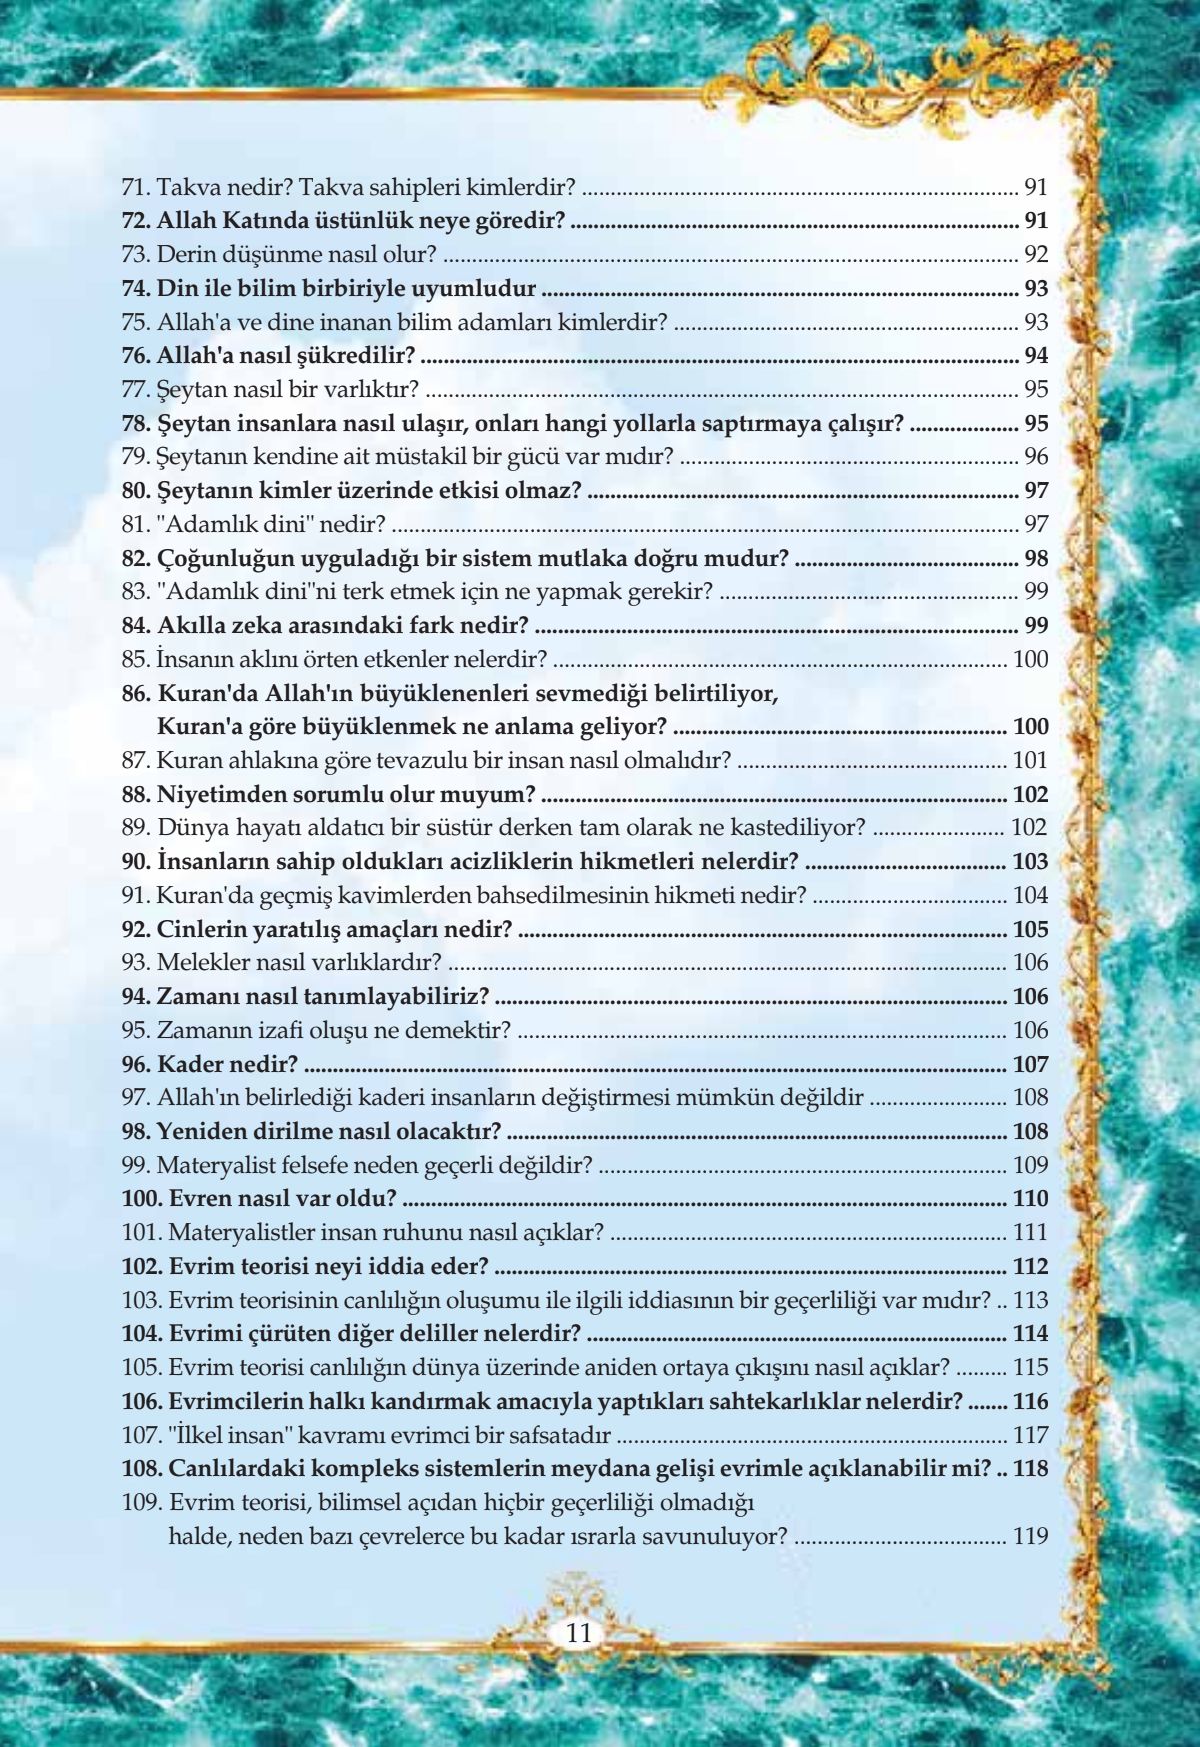 71. Takva nedir? Takva sahipleri kimlerdir? ........................................................................... 91
72. Allah Katında üstünlük neye göredir? ............................................................................. 91
73. Derin düşünme nasıl olur? ................................................................................................... 92
74. Din ile bilim birbiriyle uyumludur .................................................................................. 93
75. Allah'a ve dine inanan bilim adamları kimlerdir? ........................................................... 93
76. Allah'a nasıl şükredilir? ....................................................................................................... 94
77. Şeytan nasıl bir varlıktır? ...................................................................................................... 95
78. Şeytan insanlara nasıl ulaşır, onları hangi yollarla saptırmaya çalışır? ................... 95
79. Şeytanın kendine ait müstakil bir gücü var mıdır? .......................................................... 96
80. Şeytanın kimler üzerinde etkisi olmaz? .......................................................................... 97
81. "Adamlık dini" nedir? ............................................................................................................ 97
82. Çoğunluğun uyguladığı bir sistem mutlaka doğru mudur? ....................................... 98
83. "Adamlık dini"ni terk etmek için ne yapmak gerekir? .................................................... 99
84. Akılla zeka arasındaki fark nedir? ................................................................................... 99
85. İnsanın aklını örten etkenler nelerdir? .............................................................................. 100
86. Kuran'da Allah'ın büyüklenenleri sevmediği belirtiliyor,
Kuran'a göre büyüklenmek ne anlama geliyor? .......................................................... 100
87. Kuran ahlakına göre tevazulu bir insan nasıl olmalıdır? ............................................... 101
88. Niyetimden sorumlu olur muyum? ................................................................................ 102
89. Dünya hayatı aldatıcı bir süstür derken tam olarak ne kastediliyor? ....................... 102
90. İnsanların sahip oldukları acizliklerin hikmetleri nelerdir? ................................... 103
91. Kuran'da geçmiş kavimlerden bahsedilmesinin hikmeti nedir? .................................. 104
92. Cinlerin yaratılış amaçları nedir? .................................................................................... 105
93. Melekler nasıl varlıklardır? ................................................................................................ 106
94. Zamanı nasıl tanımlayabiliriz? ......................................................................................... 106
95. Zamanın izafi oluşu ne demektir? .................................................................................... 106
96. Kader nedir? .......................................................................................................................... 107
97. Allah'ın belirlediği kaderi insanların değiştirmesi mümkün değildir ........................ 108
98. Yeniden dirilme nasıl olacaktır? ...................................................................................... 108
99. Materyalist felsefe neden geçerli değildir? ...................................................................... 109
100. Evren nasıl var oldu? ......................................................................................................... 110
101. Materyalistler insan ruhunu nasıl açıklar? .................................................................... 111
102. Evrim teorisi neyi iddia eder? ......................................................................................... 112
103. Evrim teorisinin canlılığın oluşumu ile ilgili iddiasının bir geçerliliği var mıdır? .. 113
104. Evrimi çürüten diğer deliller nelerdir? ......................................................................... 114
105. Evrim teorisi canlılığın dünya üzerinde aniden ortaya çıkışını nasıl açıklar? ......... 115
106. Evrimcilerin halkı kandırmak amacıyla yaptıkları sahtekarlıklar nelerdir? ....... 116
107. "İlkel insan" kavramı evrimci bir safsatadır ................................................................... 117
108. Canlılardaki kompleks sistemlerin meydana gelişi evrimle açıklanabilir mi? .. 118
109. Evrim teorisi, bilimsel açıdan hiçbir geçerliliği olmadığı
halde, neden bazı çevrelerce bu kadar ısrarla savunuluyor? ..................................... 119
11